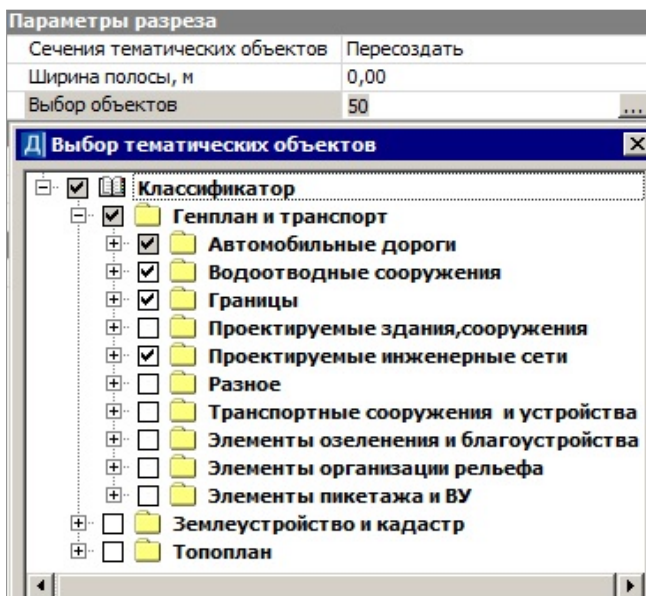 Параметры разреза
Сечения тематических объектов Пересоздать
Ширина полосы, м 0,00
Выбор объектов 50 ...
Д Выбор тематических объектов
Классификатор
Генплан и транспорт
Автомобильные дороги
Водоотводные сооружения
Границы
Проектируемые здания,сооружения
Проектируемые инженерные сети
Разное
Транспортные сооружения и устройства
Элементы озеленения и благоустройства
Элементы организации рельефа
Элементы пикетажа и ВУ
Землеустройство и кадастр
Топоплан